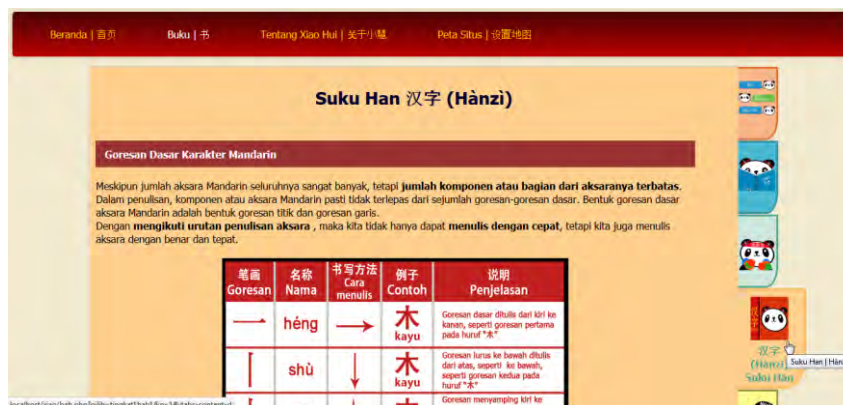 Beranda | 首页 Buku | 书 Tentang Xiao Hui | 关于小慧 Peta Situs | 设置地图
Suku Han 汉字 (Hànzì)
Goresan Dasar Karakter Mandarin
Meskipun jumlah aksara Mandarin seluruhnya sangat banyak, tetapi jumlah komponen atau bagian dari aksaranya terbatas.
Dalam penulisan, komponen atau aksara Mandarin pasti tidak terlepas dari sejumlah goresan-goresan dasar. Bentuk goresan dasar
aksara Mandarin adalah bentuk goresan titik dan goresan garis.
Dengan mengikuti urutan penulisan aksara , maka kita tidak hanya dapat menulis dengan cepat, tetapi kita juga menulis
aksara dengan benar dan tepat.
笔画 名称 书写方法 例子 说明
Goresan Nama Cara menulis Contoh Penjelasan
héng 木 kayu
Goresan dasar ditulis dari kiri ke
kanan, seperti goresan pertama
pada huruf "木"
shù 木 kayu
Goresan lurus ke bawah ditulis
dari atas, seperti ke bawah,
seperti goresan kedua pada
huruf "木"
木
Goresan menyamping kiri ke
汉字
(Hànzì)
Suku Han
Suku Han | Hàn